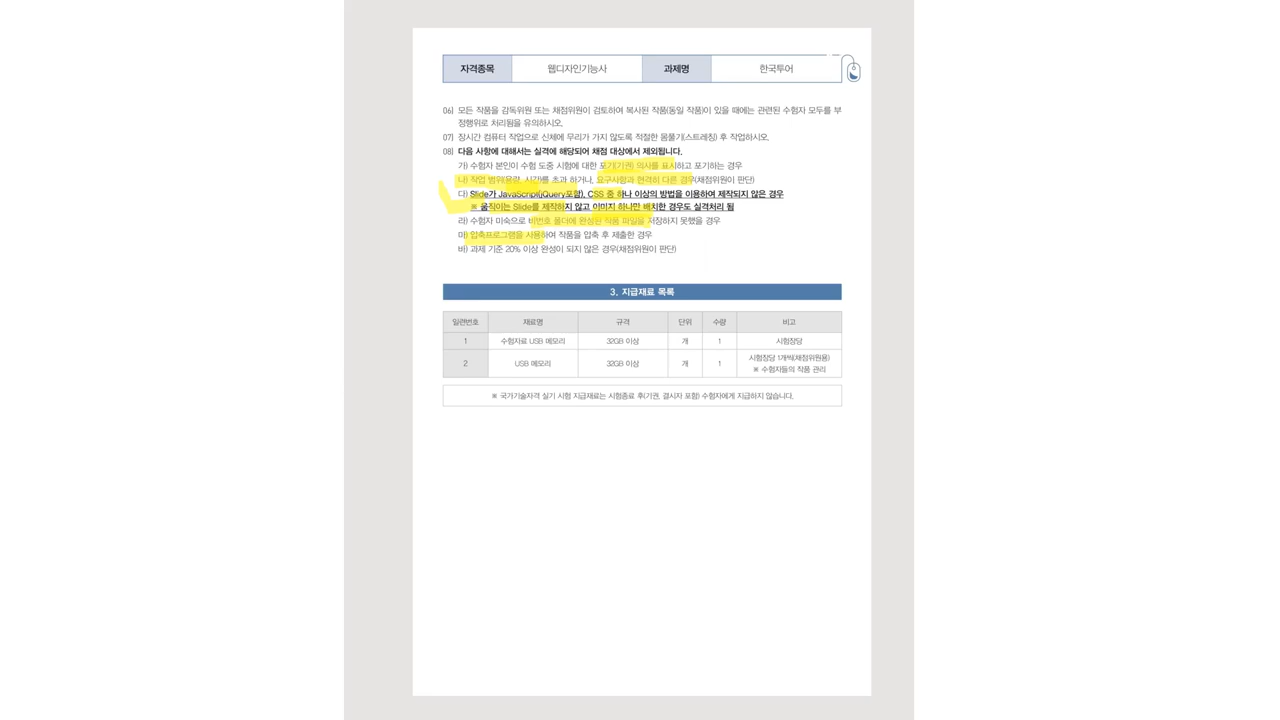 자격종목 웹디자인기능사 과제명 한국투어
06) 모든 작품을 감독위원 또는 채점위원이 검토하여 복사된 작품(동일 작품)이 있을 때에는 관련된 수험자 모두를 부
정행위로 처리됨을 유의하시오.
07) 장시간 컴퓨터 작업으로 신체에 무리가 가지 않도록 적절한 몸풀기(스트레칭) 후 작업하시오.
08) 다음 사항에 대해서는 실격에 해당되어 채점 대상에서 제외됩니다.
가) 수험자 본인이 수험 도중 시험에 대한 포기(기권) 의사를 표시하고 포기하는 경우
나) 작업 범위(용량, 시간)를 초과 하거나, 요구사항과 현격히 다른 경우(채점위원이 판단)
다) Slide가 JavaScript(jQuery포함), CSS 중 하나 이상의 방법을 이용하여 제작되지 않은 경우
※ 움직이는 Slide를 제작하지 않고 이미지 하나만 배치한 경우도 실격처리 됨
라) 수험자 미숙으로 비번호 폴더에 완성된 작품 파일을 저장하지 못했을 경우
마) 압축프로그램을 사용하여 작품을 압축 후 제출한 경우
바) 과제 기준 20% 이상 완성이 되지 않은 경우(채점위원이 판단)
3. 지급재료 목록
일련번호 재료명 규격 단위 수량 비고
1 수험자료 USB 메모리 32GB 이상 개 1 시험장당
2 USB 메모리 32GB 이상 개 1 시험장당 1개씩(채점위원용)
※ 수험자들의 작품 관리
※ 국가기술자격 실기 시험 지급재료는 시험종료 후(기권, 결시자 포함) 수험자에게 지급하지 않습니다.